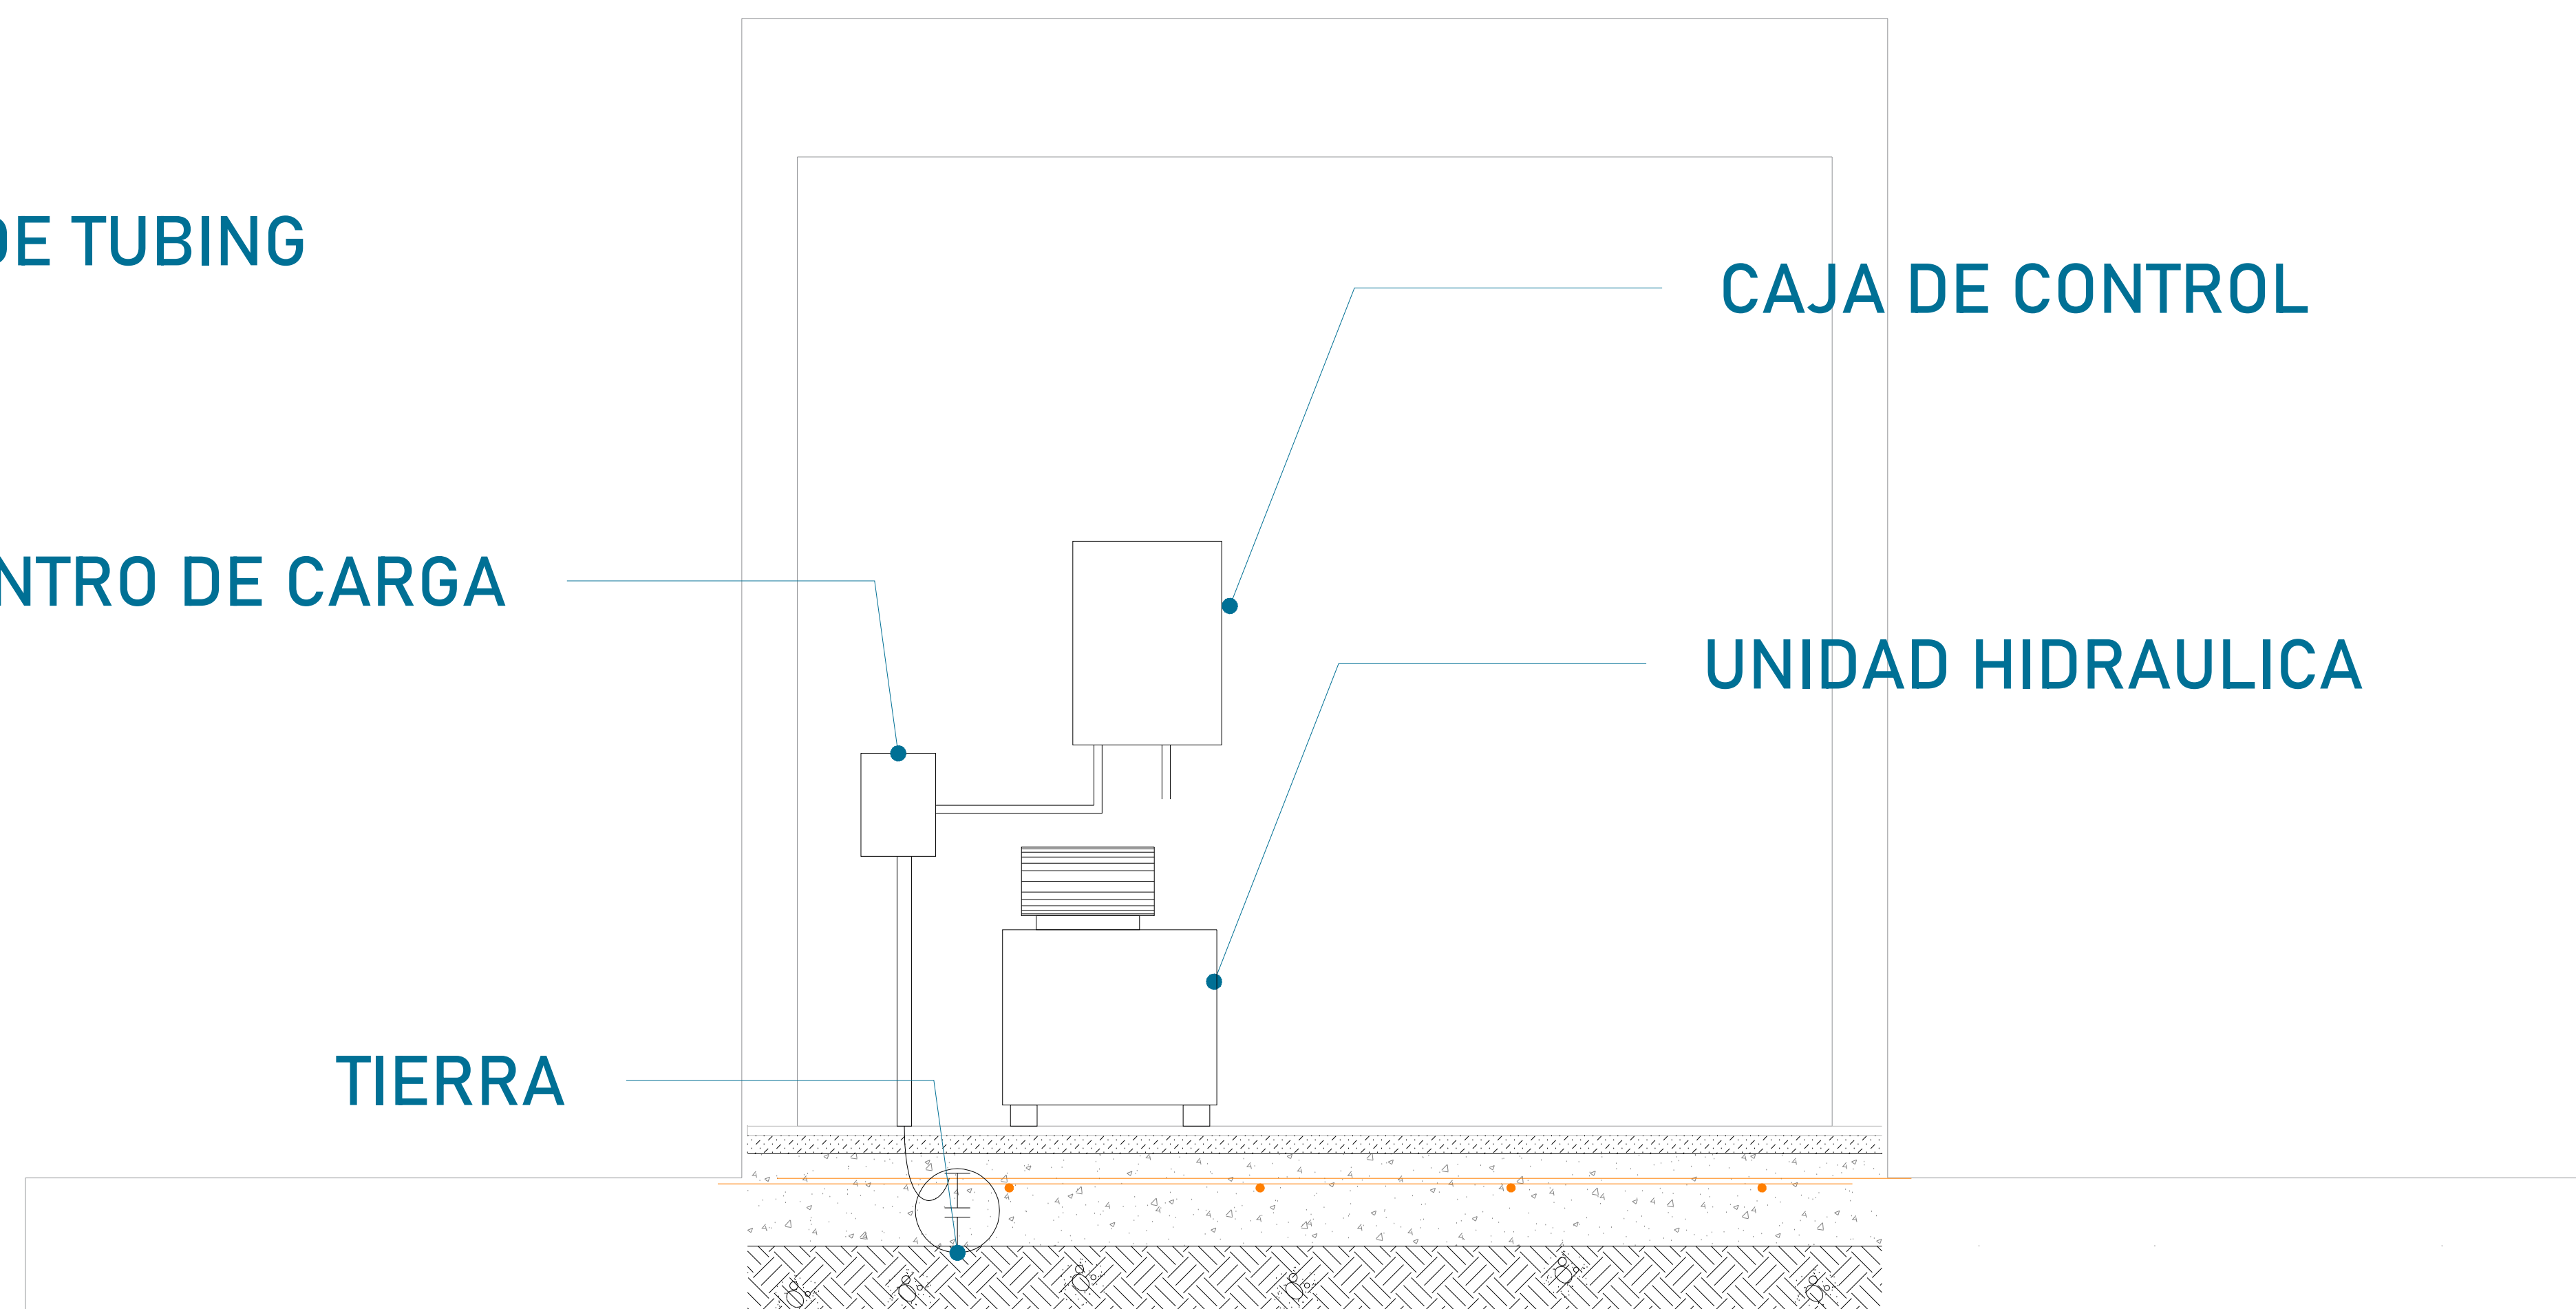 DE TUBING
CAJA DE CONTROL
NTRO DE CARGA
UNIDAD HIDRAULICA
TIERRA